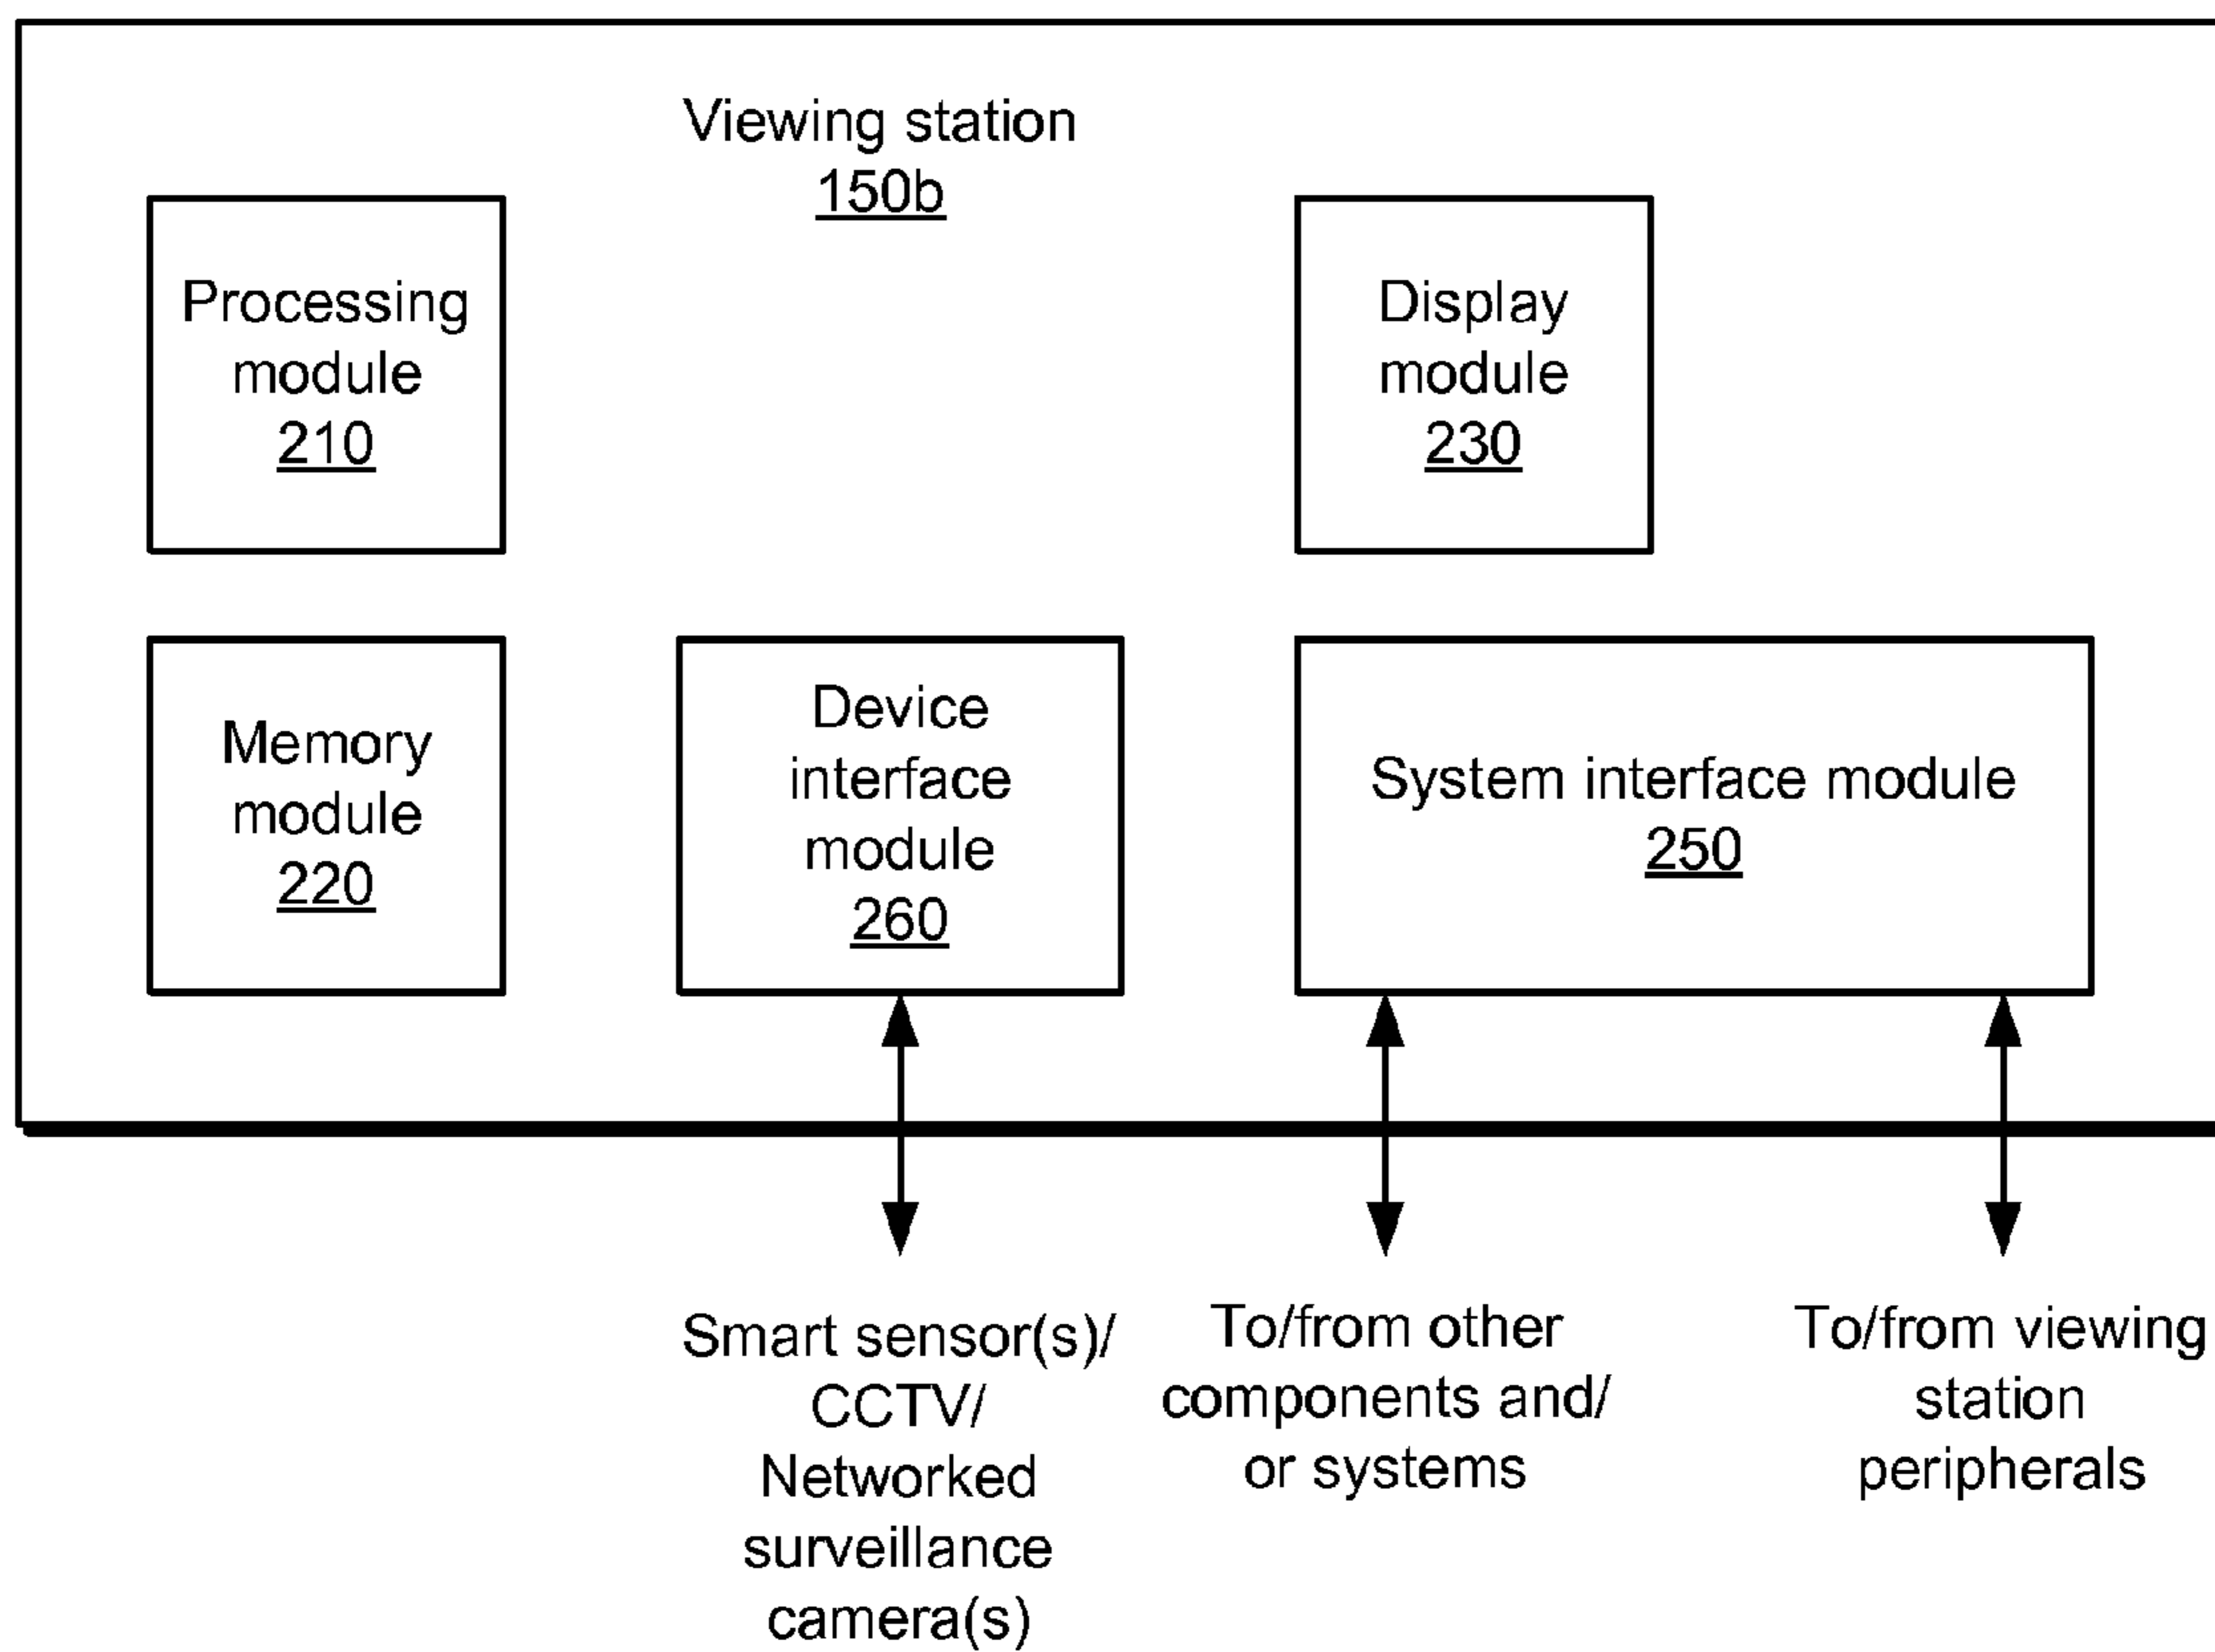 Viewing station
150b
Processing
module
210
Display
module
230
Memory
module
220
Device
interface
module
260
System interface module
250
Smart sensor(s)/
CCTV/
Networked
surveillance
camera(s)
To/from other
components and/
or systems
To/from viewing
station
peripherals